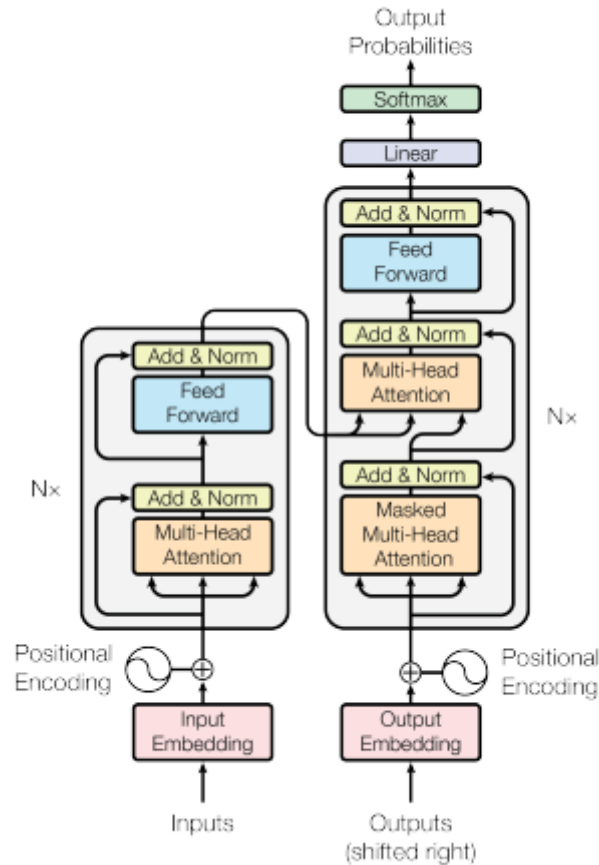 Output
Probabilities
Softmax
Linear
Add & Norm
Feed
Forward
Add & Norm
Multi-Head
Attention
Add & Norm
Masked
Multi-Head
Attention
Nx
Positional
Encoding
Output
Embedding
Outputs
(shifted right)
Add & Norm
Feed
Forward
Add & Norm
Multi-Head
Attention
Nx
Positional
Encoding
Input
Embedding
Inputs